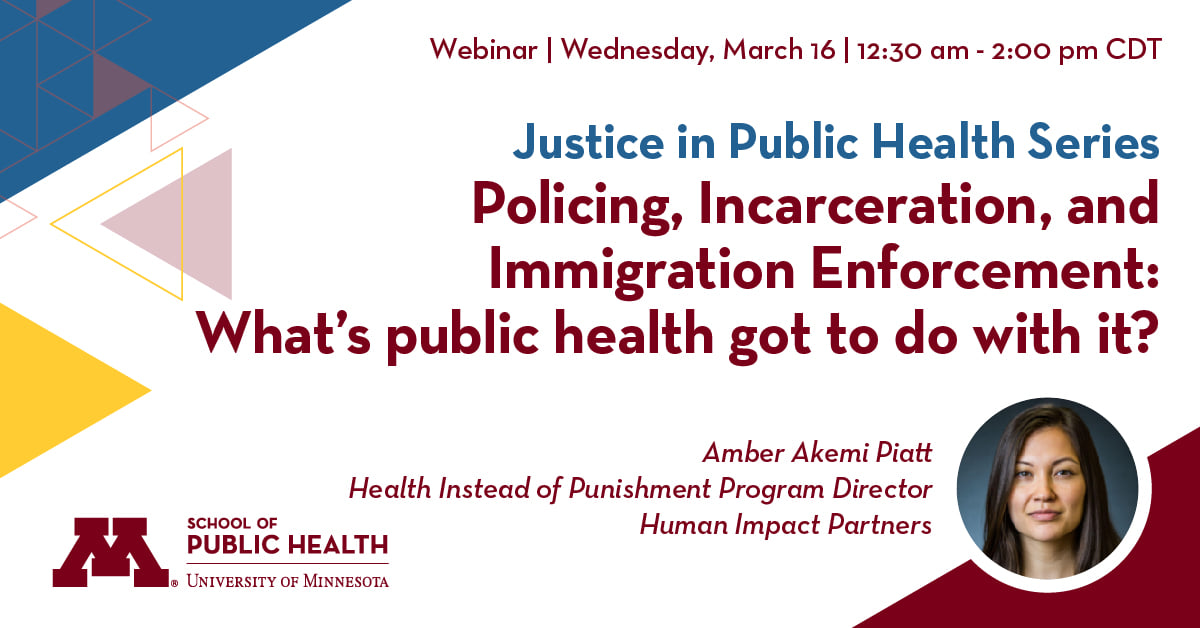 Webinar | Wednesday, March 16 | 12:30 am - 2:00 pm CDT
Justice in Public Health Series
Policing, Incarceration, and
Immigration Enforcement:
What's public health got to do with it?
Amber Akemi Piatt
Health Instead of Punishment Program Director
Human Impact Partners
M®
SCHOOL OF
PUBLIC HEALTH
UNIVERSITY OF MINNESOTA